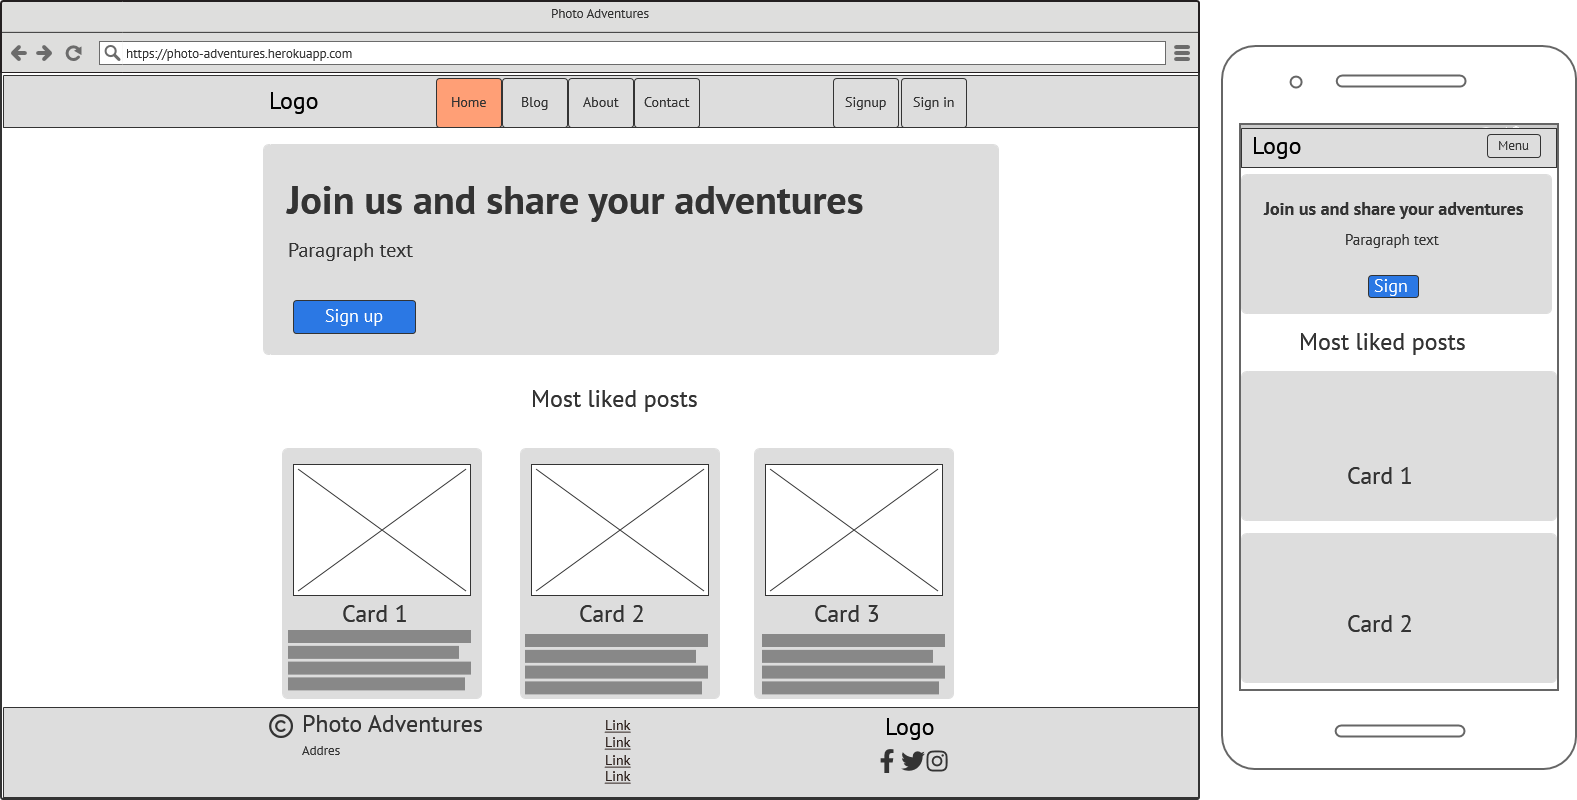 Photo Adventures
https://photo-adventures.herokuapp.com
Logo
Home
Blog
About
Contact
Signup
Sign in
Join us and share your adventures
Paragraph text
Sign up
Most liked posts
Card 1
Card 2
Card 3
© Photo Adventures
Addres
Link
Link
Link
Link
Logo
Logo
Menu
Join us and share your adventures
Paragraph text
Sign
Most liked posts
Card 1
Card 2